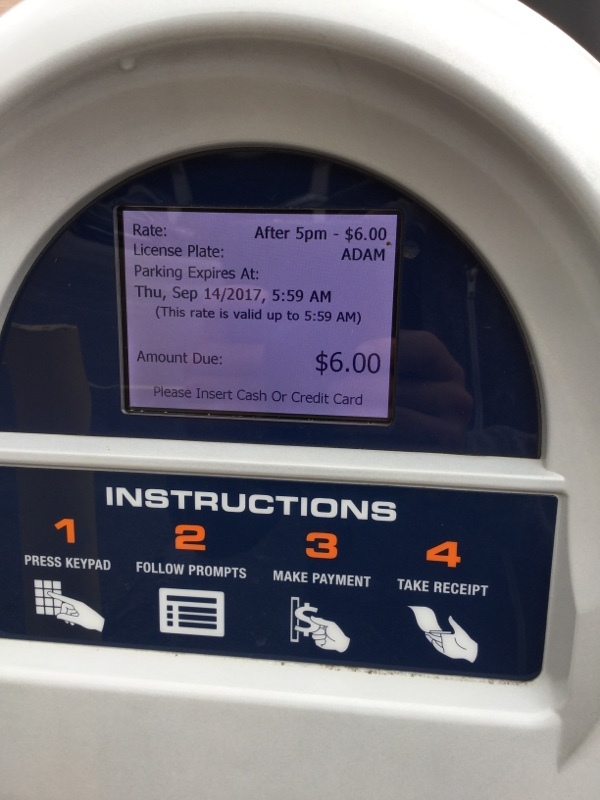 Rate: After 5pm - $6.00
License Plate: ADAM
Parking Expires At:
Thu, Sep 14/2017, 5:59 AM
(This rate is valid up to 5:59 AM)
Amount Due: $6.00
Please Insert Cash Or Credit Card
INSTRUCTIONS
1 2 3 4
PRESS KEYPAD FOLLOW PROMPTS MAKE PAYMENT TAKE RECEIPT
$